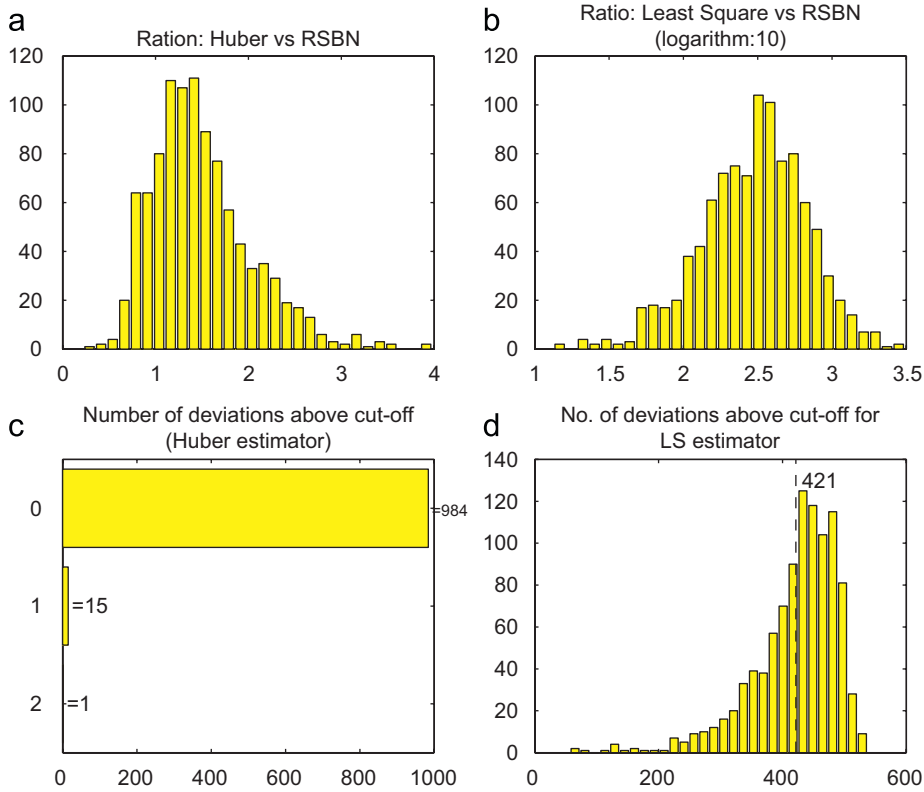 a
Ration: Huber vs RSBN
120
100
80
60
40
20
0
0 1 2 3 4
b
Ratio: Least Square vs RSBN
(logarithm:10)
120
100
80
60
40
20
0
1 1.5 2 2.5 3 3.5
c
Number of deviations above cut-off
(Huber estimator)
0
=984
1
=15
2
=1
0 200 400 600 800 1000
d
No. of deviations above cut-off for
LS estimator
140
421
120
100
80
60
40
20
0
0 200 400 600